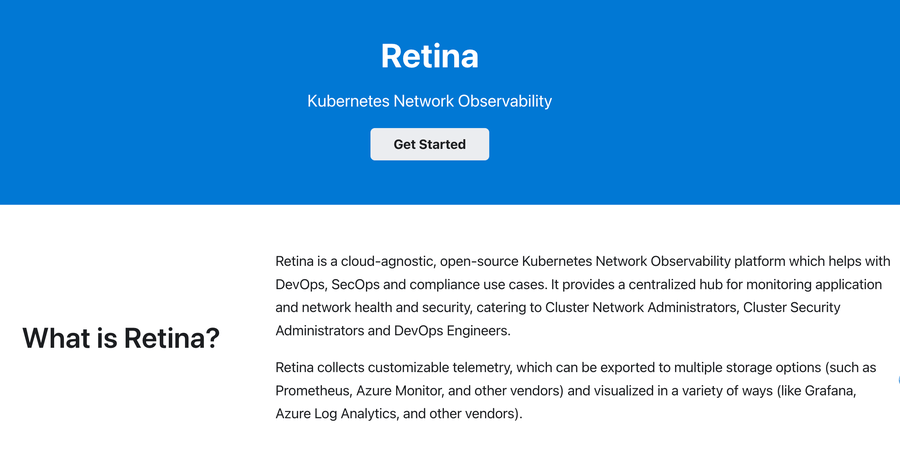 Retina
Kubernetes Network Observability
Get Started
What is Retina?
Retina is a cloud-agnostic, open-source Kubernetes Network Observability platform which helps with
DevOps, SecOps and compliance use cases. It provides a centralized hub for monitoring application
and network health and security, catering to Cluster Network Administrators, Cluster Security
Administrators and DevOps Engineers.
Retina collects customizable telemetry, which can be exported to multiple storage options (such as
Prometheus, Azure Monitor, and other vendors) and visualized in a variety of ways (like Grafana,
Azure Log Analytics, and other vendors).